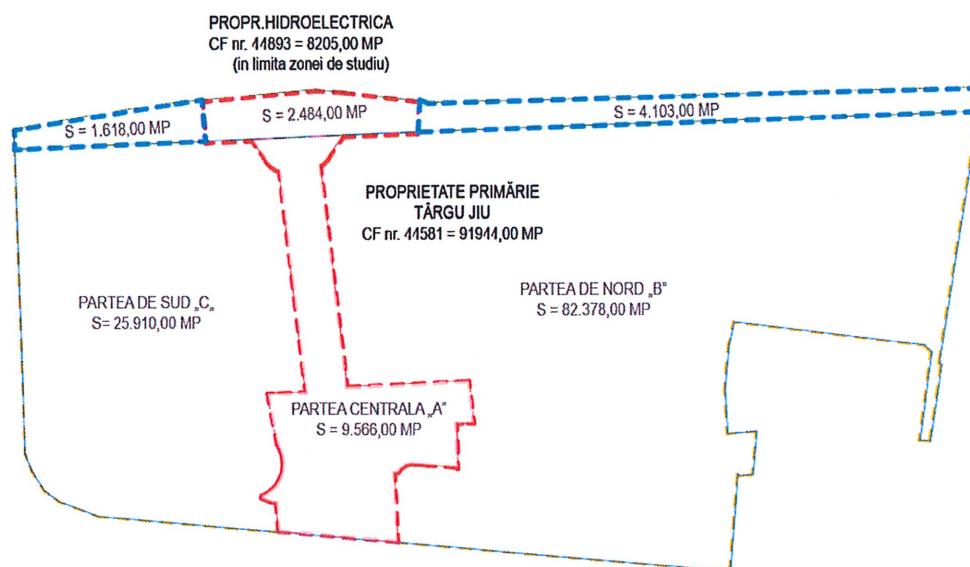 PROPR.HIDROELECTRICA
CF nr. 44893 = 8205,00 MP
(in limita zonei de studiu)
S = 1.618,00 MP
S = 2.484,00 MP
S = 4.103,00 MP
PROPRIETATE PRIMĂRIE
TÂRGU JIU
CF nr. 44581 = 91944,00 MP
PARTEA DE SUD „C„
S= 25.910,00 MP
PARTEA DE NORD „B"
S = 82.378,00 MP
PARTEA CENTRALA „A"
S = 9.566,00 MP